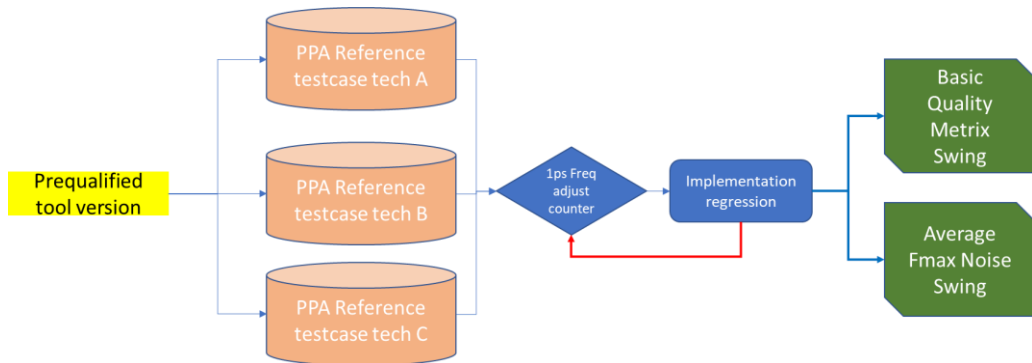 Prequalified
tool version
PPA Reference
testcase tech A
PPA Reference
testcase tech B
PPA Reference
testcase tech C
1ps Freq
adjust
counter
Implementation
regression
Basic
Quality
Metrix
Swing
Average
Fmax Noise
Swing